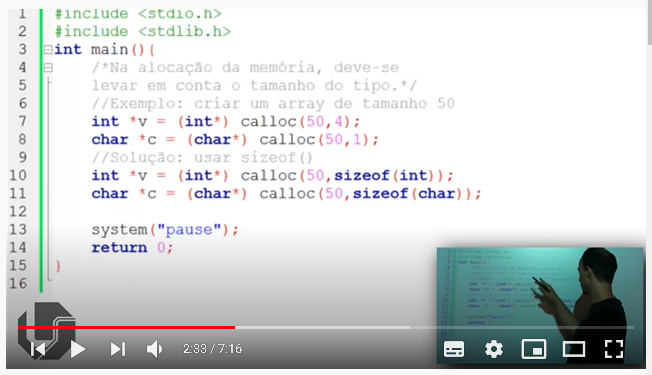 1 #include <stdio.h>
2 #include <stdlib.h>
3 int main(){
4 /*Na alocação da memória, deve-se
5 levar em conta o tamanho do tipo.*/
6 //Exemplo: criar um array de tamanho 50
7 int *v = (int*) calloc(50,4);
8 char *c = (char*) calloc(50,1);
9 //Solução: usar sizeof()
10 int *v = (int*) calloc(50,sizeof(int));
11 char *c = (char*) calloc(50,sizeof(char));
12
13 system("pause");
14 return 0;
15 }
16
2:33 / 7:16